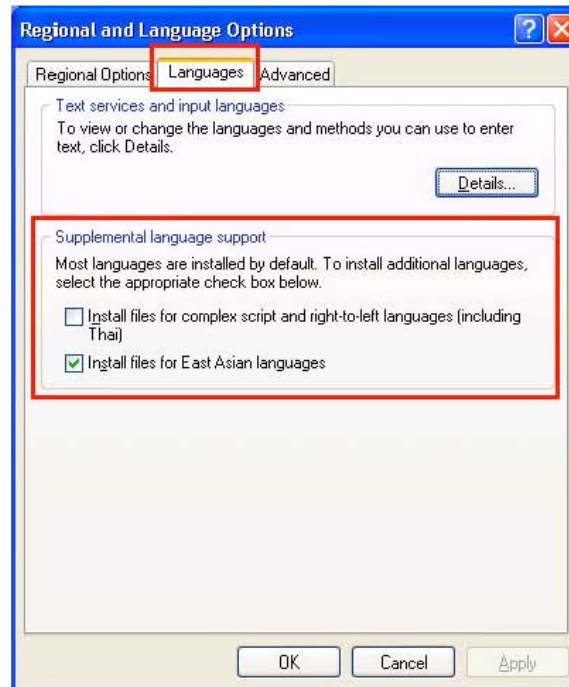 Regional and Language Options
Regional Options Languages Advanced
Text services and input languages
To view or change the languages and methods you can use to enter
text, click Details.
Details...
Supplemental language support
Most languages are installed by default. To install additional languages,
select the appropriate check box below.
Install files for complex script and right-to-left languages (including
Thai)
Install files for East Asian languages
OK Cancel Apply